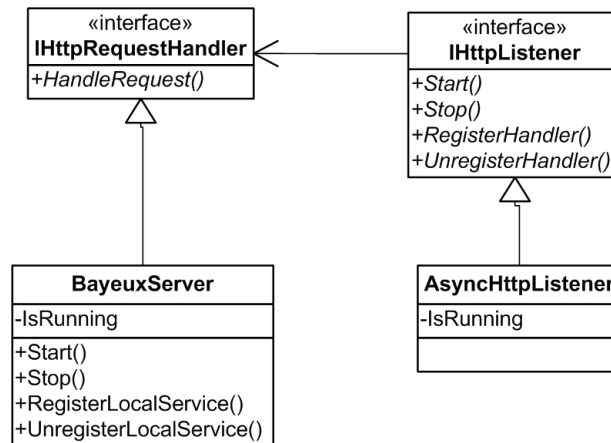 «interface»
IHttpRequestHandler
+HandleRequest()
«interface»
IHttpListener
+Start()
+Stop()
+RegisterHandler()
+UnregisterHandler()
BayeuxServer
-IsRunning
+Start()
+Stop()
+RegisterLocalService()
+UnregisterLocalService()
AsyncHttpListener
-IsRunning